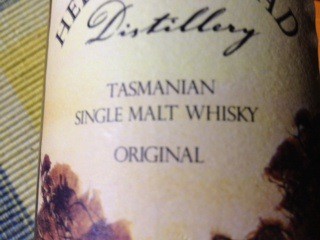 Distillery
TASMANIAN
SINGLE MALT WHISKY
ORIGINAL